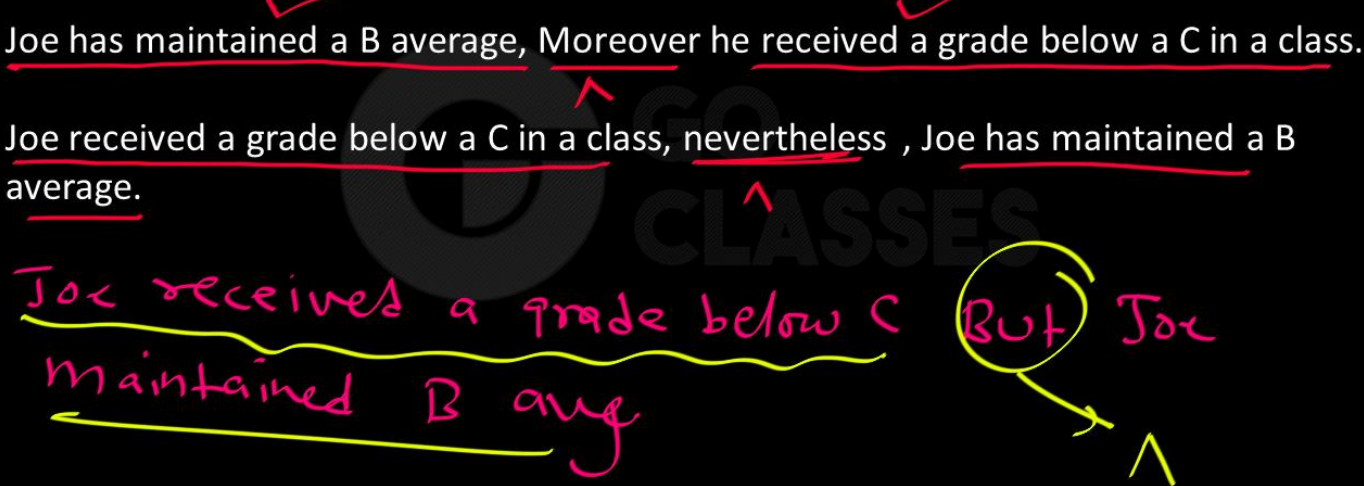 Joe has maintained a B average, Moreover he received a grade below a C in a class.
∧
Joe received a grade below a C in a class, nevertheless , Joe has maintained a B
average.
∧
GO
CLASSES
Joe received a grade below C But Joe
maintained B avg
∧